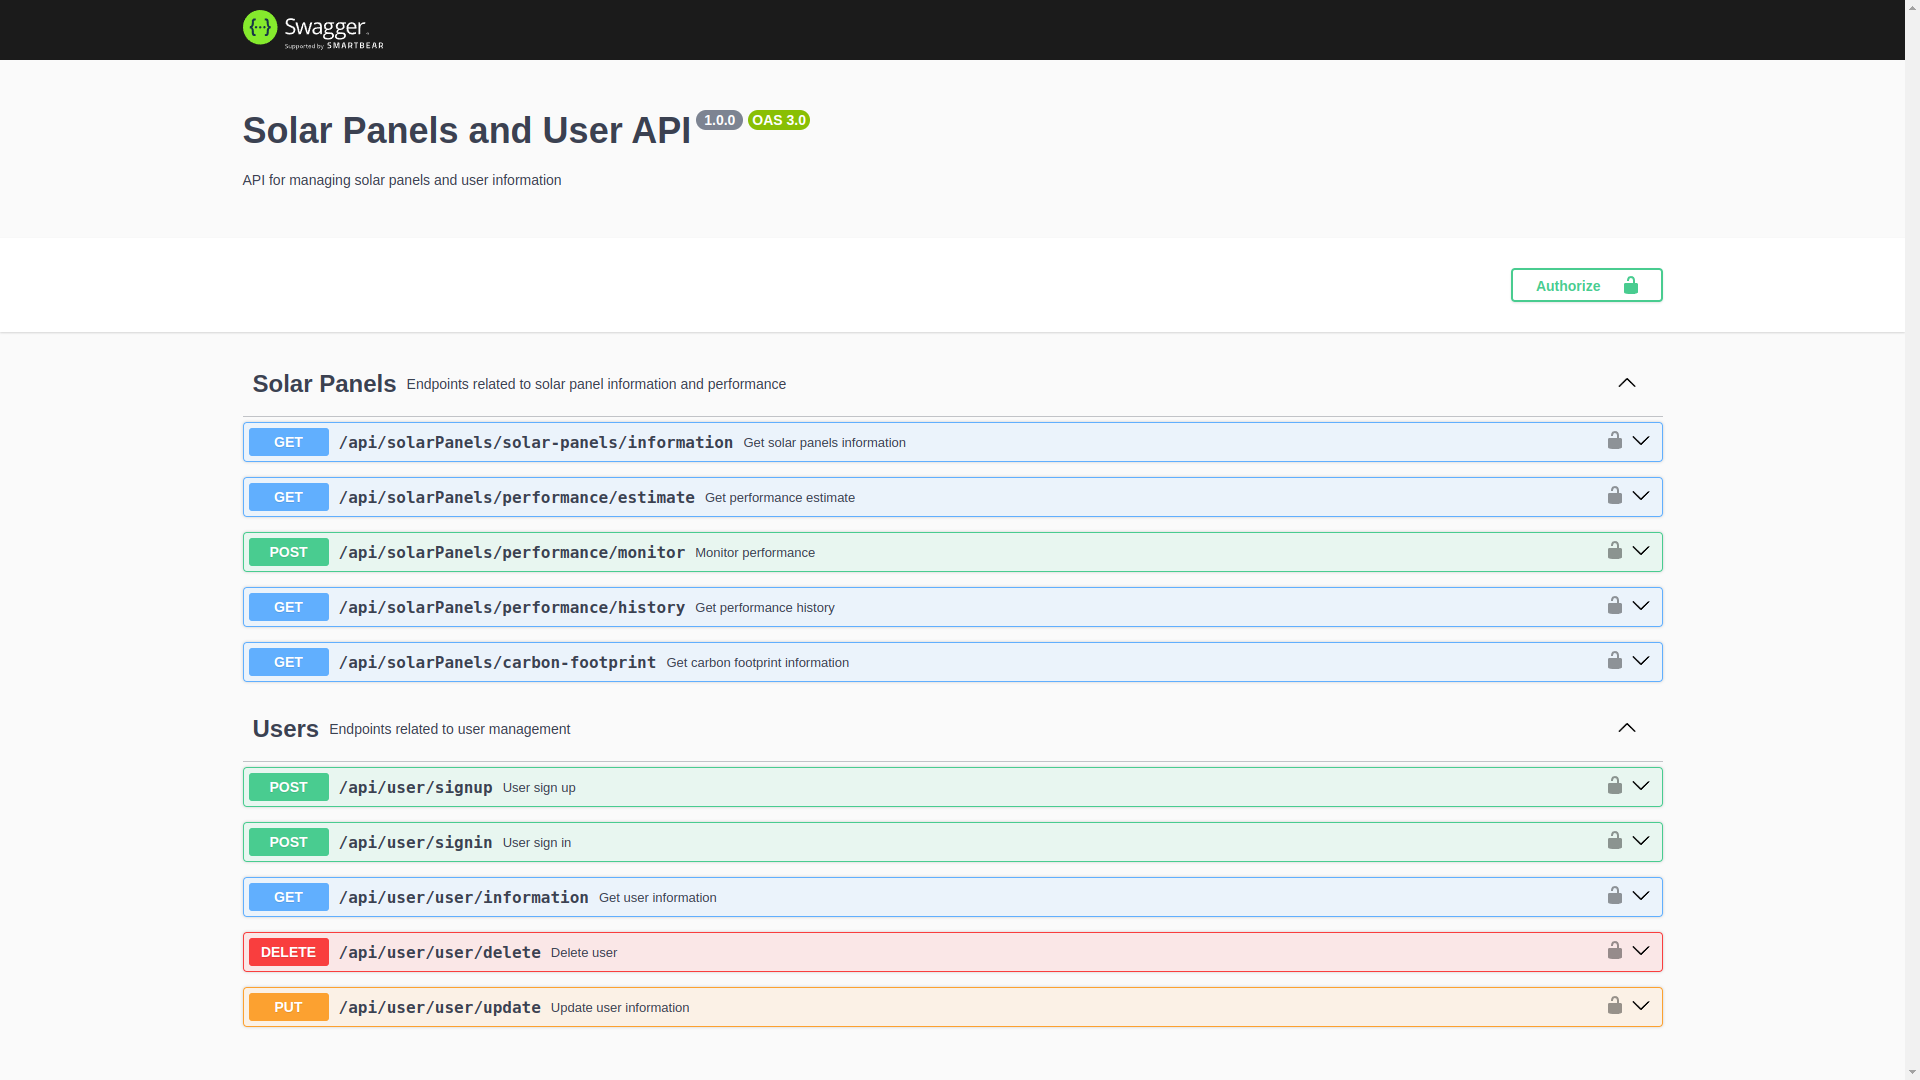 {···} Swagger™
Supported by SMARTBEAR
Solar Panels and User API 1.0.0 OAS 3.0
API for managing solar panels and user information
Authorize
Solar Panels Endpoints related to solar panel information and performance
GET /api/solarPanels/solar-panels/information Get solar panels information
GET /api/solarPanels/performance/estimate Get performance estimate
POST /api/solarPanels/performance/monitor Monitor performance
GET /api/solarPanels/performance/history Get performance history
GET /api/solarPanels/carbon-footprint Get carbon footprint information
Users Endpoints related to user management
POST /api/user/signup User sign up
POST /api/user/signin User sign in
GET /api/user/user/information Get user information
DELETE /api/user/user/delete Delete user
PUT /api/user/user/update Update user information